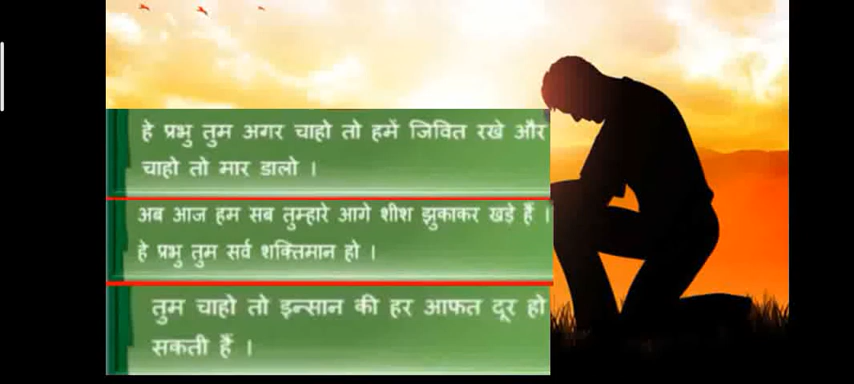 हे प्रभु तुम अगर चाहो तो हमें जिवित रखे और
चाहो तो मार डालो ।
अब आज हम सब तुम्हारे आगे शीश झुकाकर खड़े हैं ।
हे प्रभु तुम सर्व शक्तिमान हो ।
तुम चाहो तो इन्सान की हर आफत दूर हो
सकती हैं ।